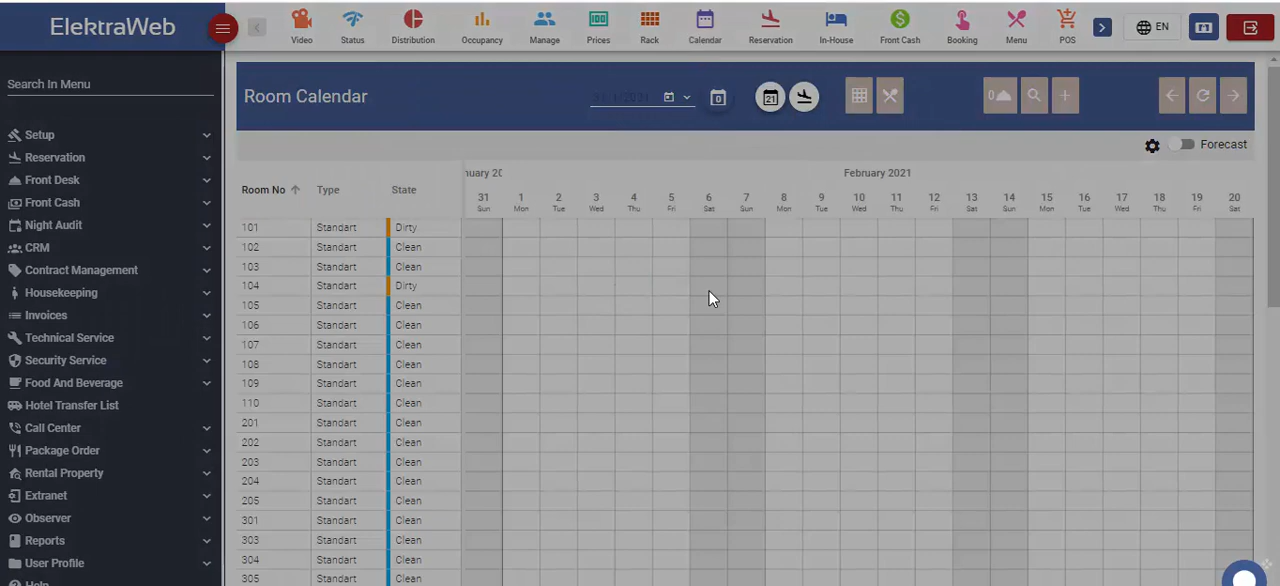 ElektraWeb
Video Status Distribution Occupancy Manage Prices Rack Calendar Reservation In-House Front Cash Booking Menu POS EN
Search In Menu
Setup
Reservation
Front Desk
Front Cash
Night Audit
CRM
Contract Management
Housekeeping
Invoices
Technical Service
Security Service
Food And Beverage
Hotel Transfer List
Call Center
Package Order
Rental Property
Extranet
Observer
Reports
User Profile
Help
Room Calendar
0
21
0
Forecast
February 2021
Room No Type State
31 1 2 3 4 5 6 7 8 9 10 11 12 13 14 15 16 17 18 19 20
Sun Mon Tue Wed Thu Fri Sat Sun Mon Tue Wed Thu Fri Sat Sun Mon Tue Wed Thu Fri Sat
101 Standart Dirty
102 Standart Clean
103 Standart Clean
104 Standart Dirty
105 Standart Clean
106 Standart Clean
107 Standart Clean
108 Standart Clean
109 Standart Clean
110 Standart Clean
201 Standart Clean
202 Standart Clean
203 Standart Clean
204 Standart Clean
205 Standart Clean
301 Standart Clean
303 Standart Clean
304 Standart Clean
305 Standart Clean